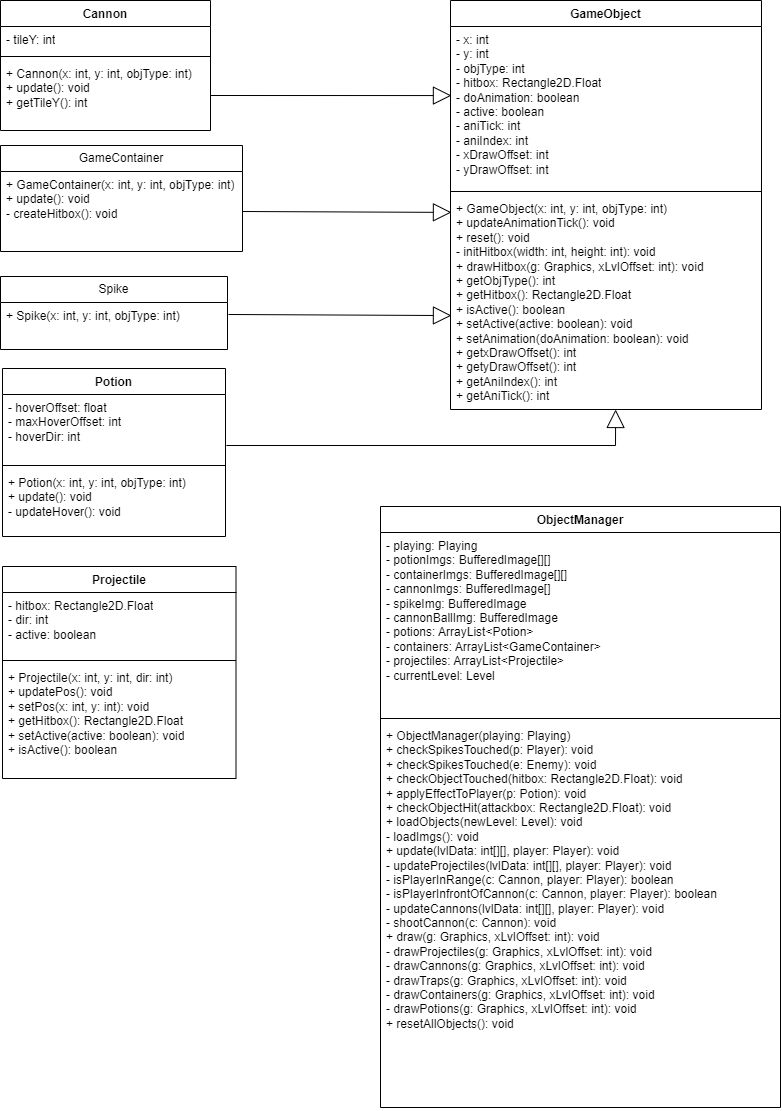 Cannon
- tileY: int
+ Cannon(x: int, y: int, objType: int)
+ update(): void
+ getTileY(): int
GameContainer
+ GameContainer(x: int, y: int, objType: int)
+ update(): void
- createHitbox(): void
Spike
+ Spike(x: int, y: int, objType: int)
Potion
- hoverOffset: float
- maxHoverOffset: int
- hoverDir: int
+ Potion(x: int, y: int, objType: int)
+ update(): void
- updateHover(): void
Projectile
- hitbox: Rectangle2D.Float
- dir: int
- active: boolean
+ Projectile(x: int, y: int, dir: int)
+ updatePos(): void
+ setPos(x: int, y: int): void
+ getHitbox(): Rectangle2D.Float
+ setActive(active: boolean): void
+ isActive(): boolean
GameObject
- x: int
- y: int
- objType: int
- hitbox: Rectangle2D.Float
- doAnimation: boolean
- active: boolean
- aniTick: int
- aniIndex: int
- xDrawOffset: int
- yDrawOffset: int
+ GameObject(x: int, y: int, objType: int)
+ updateAnimationTick(): void
+ reset(): void
- initHitbox(width: int, height: int): void
+ drawHitbox(g: Graphics, xLvlOffset: int): void
+ getObjType(): int
+ getHitbox(): Rectangle2D.Float
+ isActive(): boolean
+ setActive(active: boolean): void
+ setAnimation(doAnimation: boolean): void
+ getxDrawOffset(): int
+ getyDrawOffset(): int
+ getAniIndex(): int
+ getAniTick(): int
ObjectManager
- playing: Playing
- potionImgs: BufferedImage[][]
- containerImgs: BufferedImage[][]
- cannonImgs: BufferedImage[]
- spikeImg: BufferedImage
- cannonBallImg: BufferedImage
- potions: ArrayList<Potion>
- containers: ArrayList<GameContainer>
- projectiles: ArrayList<Projectile>
- currentLevel: Level
+ ObjectManager(playing: Playing)
+ checkSpikesTouched(p: Player): void
+ checkSpikesTouched(e: Enemy): void
+ checkObjectTouched(hitbox: Rectangle2D.Float): void
+ applyEffectToPlayer(p: Potion): void
+ checkObjectHit(attackbox: Rectangle2D.Float): void
+ loadObjects(newLevel: Level): void
- loadImgs(): void
+ update(lvlData: int[][], player: Player): void
- updateProjectiles(lvlData: int[][], player: Player): void
- isPlayerInRange(c: Cannon, player: Player): boolean
- isPlayerInfrontOfCannon(c: Cannon, player: Player): boolean
- updateCannons(lvlData: int[][], player: Player): void
- shootCannon(c: Cannon): void
+ draw(g: Graphics, xLvlOffset: int): void
- drawProjectiles(g: Graphics, xLvlOffset: int): void
- drawCannons(g: Graphics, xLvlOffset: int): void
- drawTraps(g: Graphics, xLvlOffset: int): void
- drawContainers(g: Graphics, xLvlOffset: int): void
- drawPotions(g: Graphics, xLvlOffset: int): void
+ resetAllObjects(): void